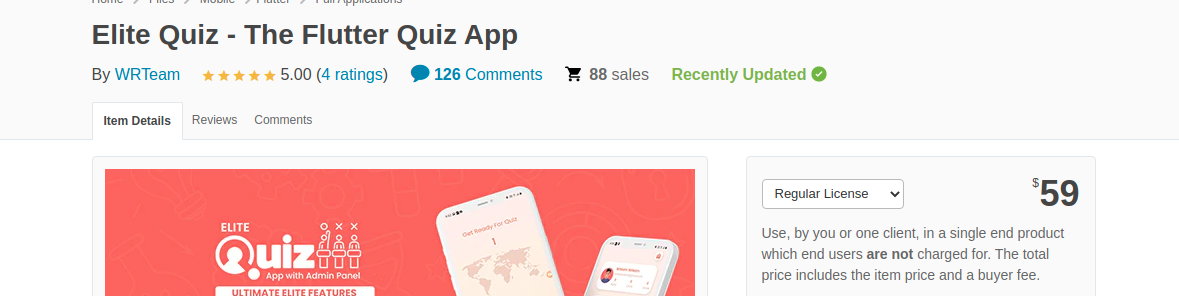 Home Files Mobile Flutter Full Applications
Elite Quiz - The Flutter Quiz App
By WRTeam 5.00 (4 ratings) 126 Comments 88 sales Recently Updated
Item Details Reviews Comments
Regular License $59
Use, by you or one client, in a single end product
which end users are not charged for. The total
price includes the item price and a buyer fee.
ELITE
Quiz
App with Admin Panel
ULTIMATE ELITE FEATURES
Get Ready For Quiz
1